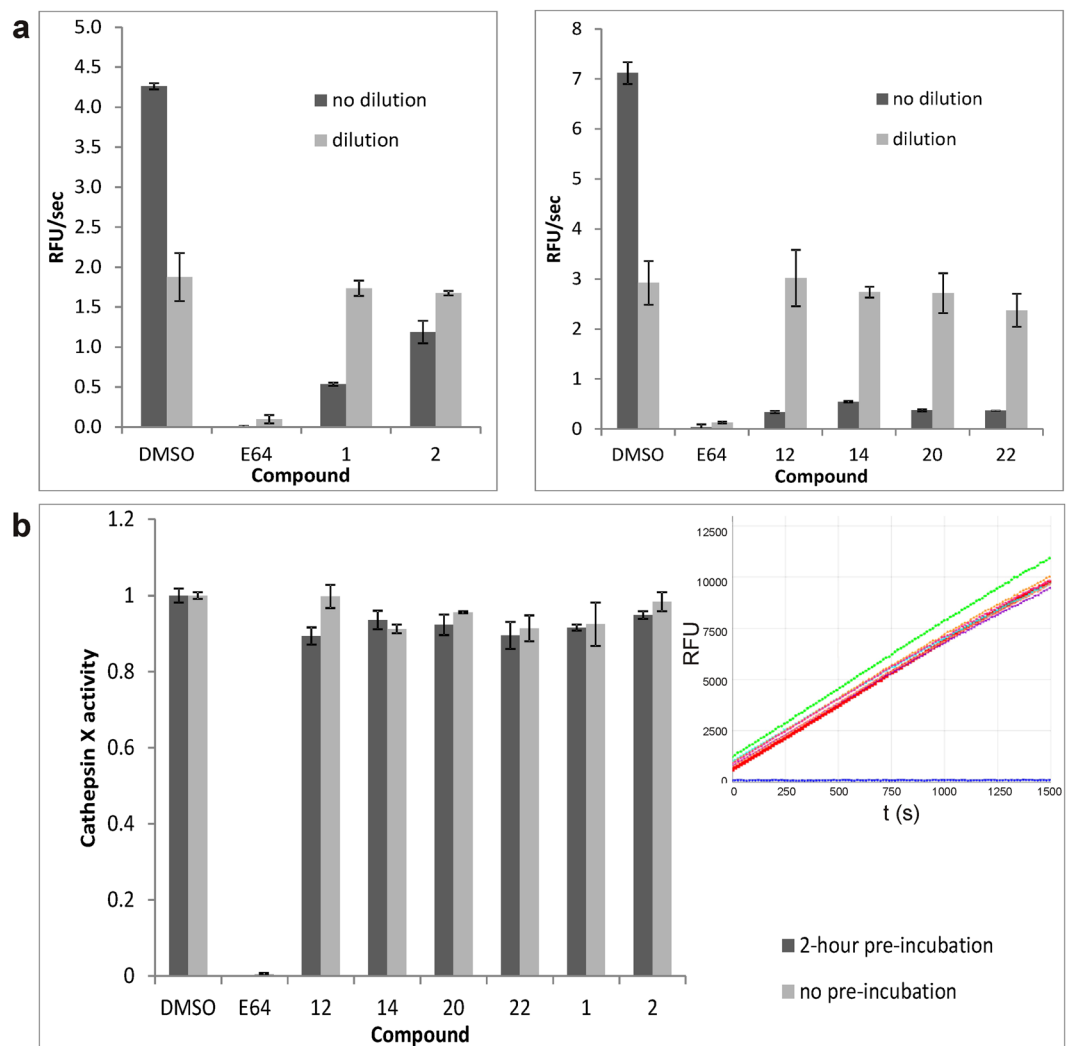 a
5.0
4.5
4.0
3.5
3.0
2.5
2.0
1.5
1.0
0.5
0.0
RFU/sec
no dilution
dilution
DMSO E64 1 2
Compound
8
7
6
5
4
3
2
1
0
RFU/sec
no dilution
dilution
DMSO E64 12 14 20 22
Compound
b
1.2
1
0.8
0.6
0.4
0.2
0
Cathepsin X activity
DMSO E64 12 14 20 22 1 2
Compound
12500
10000
7500
5000
2500
0
RFU
0 250 500 750 1000 1250 1500
t (s)
2-hour pre-incubation
no pre-incubation